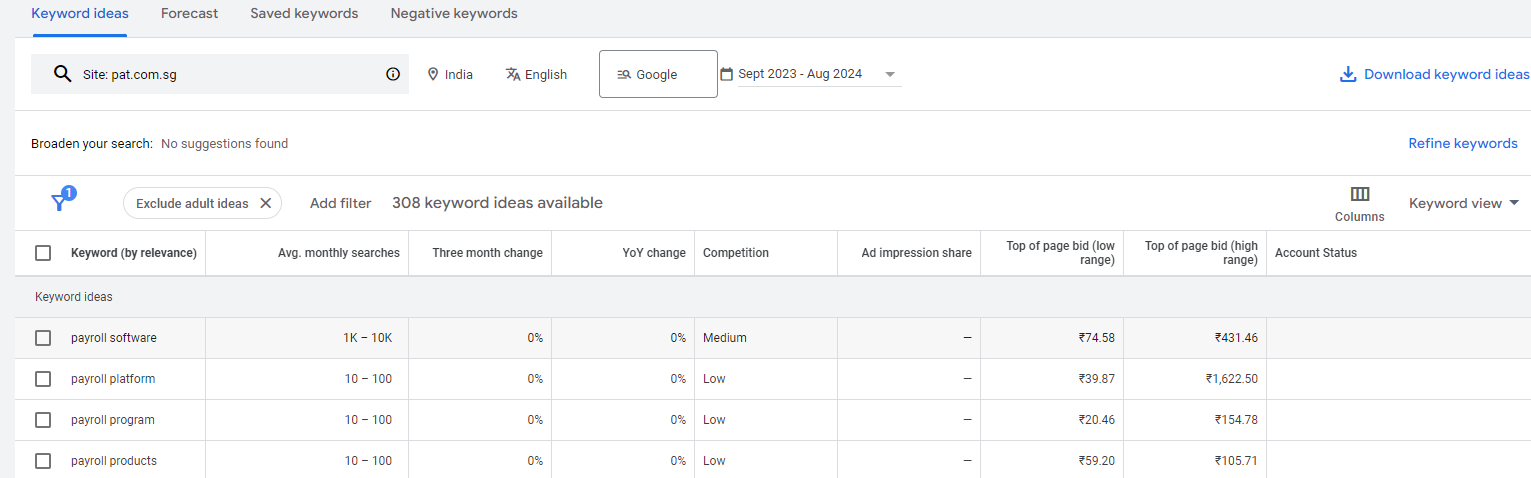 Keyword ideas Forecast Saved keywords Negative keywords
Site: pat.com.sg India English Google Sept 2023 - Aug 2024 Download keyword ideas
Broaden your search: No suggestions found Refine keywords
1 Exclude adult ideas Add filter 308 keyword ideas available Columns Keyword view
Keyword (by relevance) Avg. monthly searches Three month change YoY change Competition Ad impression share Top of page bid (low range) Top of page bid (high range) Account Status
Keyword ideas
payroll software 1K – 10K 0% 0% Medium – ₹74.58 ₹431.46
payroll platform 10 – 100 0% 0% Low – ₹39.87 ₹1,622.50
payroll program 10 – 100 0% 0% Low – ₹20.46 ₹154.78
payroll products 10 – 100 0% 0% Low – ₹59.20 ₹105.71